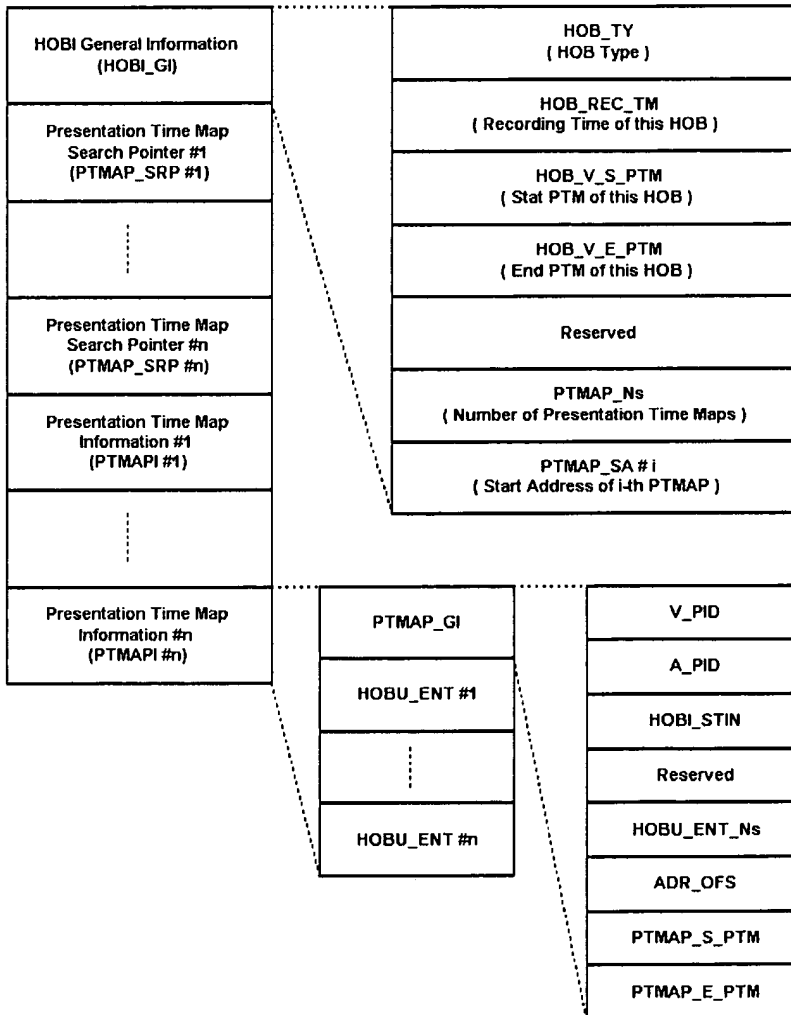 HOBI General Information
(HOBI_GI)
Presentation Time Map
Search Pointer #1
(PTMAP_SRP #1)
Presentation Time Map
Search Pointer #n
(PTMAP_SRP #n)
Presentation Time Map
Information #1
(PTMAPI #1)
Presentation Time Map
Information #n
(PTMAPI #n)
HOB_TY
( HOB Type )
HOB_REC_TM
( Recording Time of this HOB )
HOB_V_S_PTM
( Stat PTM of this HOB )
HOB_V_E_PTM
( End PTM of this HOB )
Reserved
PTMAP_Ns
( Number of Presentation Time Maps )
PTMAP_SA # i
( Start Address of i-th PTMAP )
PTMAP_GI
HOBU_ENT #1
HOBU_ENT #n
V_PID
A_PID
HOBI_STIN
Reserved
HOBU_ENT_Ns
ADR_OFS
PTMAP_S_PTM
PTMAP_E_PTM